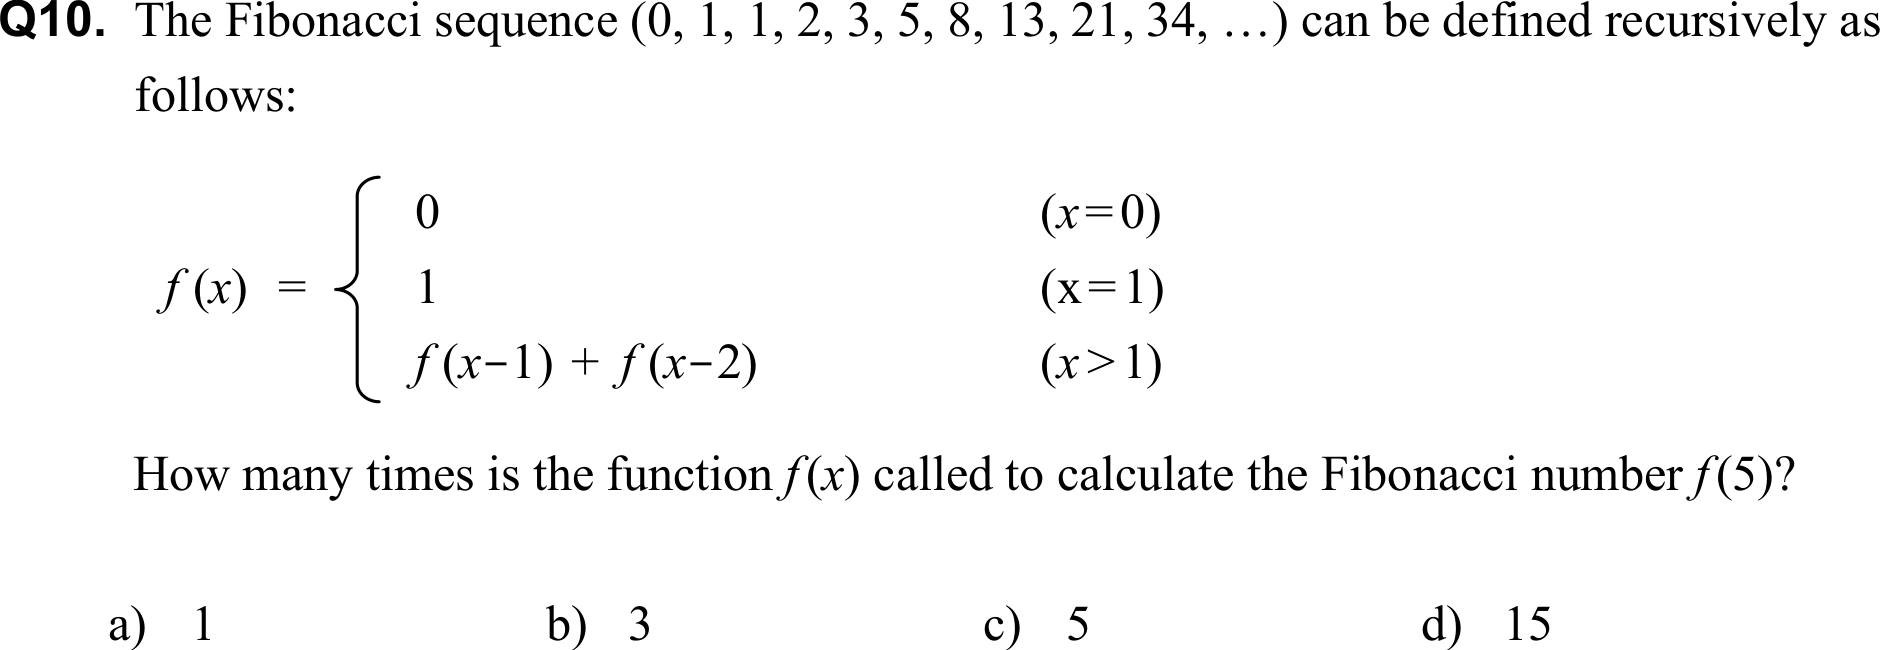 Q10. The Fibonacci sequence (0, 1, 1, 2, 3, 5, 8, 13, 21, 34, …) can be defined recursively as
follows:
0 (x=0)
f(x) = { 1 (x=1)
f(x−1) + f(x−2) (x>1)
How many times is the function f(x) called to calculate the Fibonacci number f(5)?
a) 1 b) 3 c) 5 d) 15